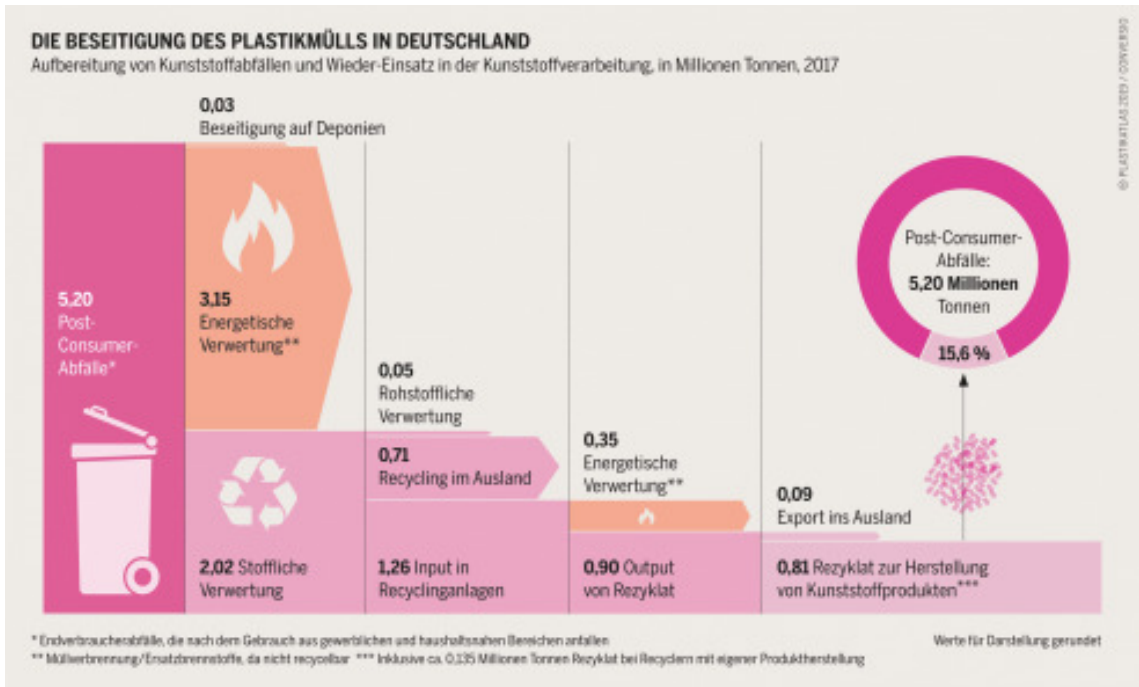 DIE BESEITIGUNG DES PLASTIKMÜLLS IN DEUTSCHLAND
Aufbereitung von Kunststoffabfällen und Wieder-Einsatz in der Kunststoffverarbeitung, in Millionen Tonnen, 2017
© PLASTIKATLAS 2019 / CONVERSIO
0,03
Beseitigung auf Deponien
5,20
Post-
Consumer-
Abfälle*
3,15
Energetische
Verwertung**
2,02 Stoffliche
Verwertung
0,05
Rohstoffliche
Verwertung
0,71
Recycling im Ausland
1,26 Input in
Recyclinganlagen
0,35
Energetische
Verwertung**
0,90 Output
von Rezyklat
0,09
Export ins Ausland
0,81 Rezyklat zur Herstellung
von Kunststoffprodukten***
Post-Consumer-
Abfälle:
5,20 Millionen
Tonnen
15,6 %
* Endverbraucherabfälle, die nach dem Gebrauch aus gewerblichen und haushaltsnahen Bereichen anfallen
Werte für Darstellung gerundet
** Müllverbrennung/Ersatzbrennstoffe, da nicht recycelbar *** Inklusive ca. 0,135 Millionen Tonnen Rezyklat bei Recyclern mit eigener Produktherstellung